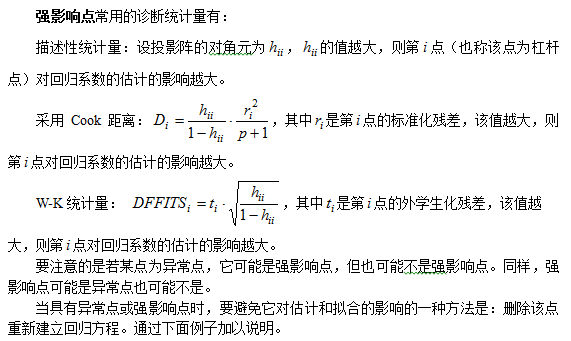 强影响点常用的诊断统计量有：
描述性统计量：设投影阵的对角元为 $h_{ii}$，$h_{ii}$ 的值越大，则第 $i$ 点（也称该点为杠杆
点）对回归系数的估计的影响越大。
采用 Cook 距离：$D_i = \frac{h_{ii}}{1-h_{ii}} \cdot \frac{r_i^2}{p+1}$，其中 $r_i$ 是第 $i$ 点的标准化残差，该值越大，则
第 $i$ 点对回归系数的估计的影响越大。
W-K 统计量： $DFFITS_i = t_i \cdot \sqrt{\frac{h_{ii}}{1-h_{ii}}}$，其中 $t_i$ 是第 $i$ 点的外学生化残差，该值越
大，则第 $i$ 点对回归系数的估计的影响越大。
要注意的是若某点为异常点，它可能是强影响点，但也可能不是强影响点。同样，强
影响点可能是异常点也可能不是。
当具有异常点或强影响点时，要避免它对估计和拟合的影响的一种方法是：删除该点
重新建立回归方程。通过下面例子加以说明。